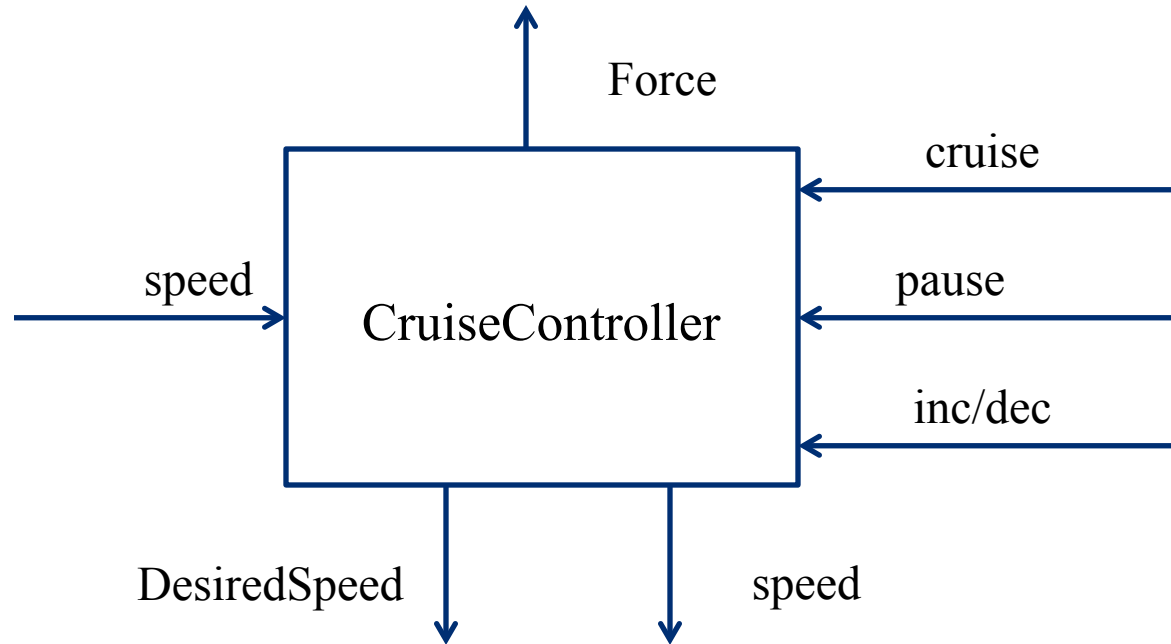 Force
cruise
speed
pause
CruiseController
inc/dec
DesiredSpeed
speed